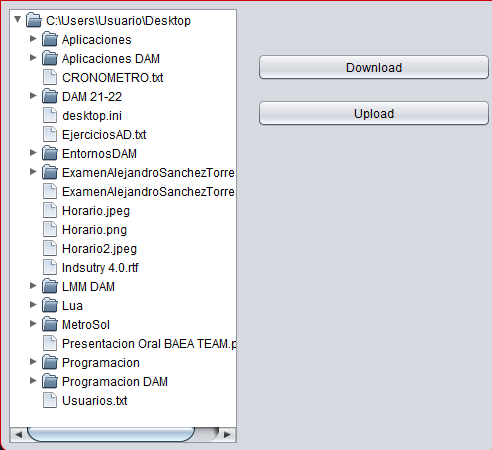 C:\Users\Usuario\Desktop
Aplicaciones
Aplicaciones DAM
CRONOMETRO.txt
DAM 21-22
desktop.ini
EjerciciosAD.txt
EntornosDAM
ExamenAlejandroSanchezTorre
ExamenAlejandroSanchezTorre
Horario.jpeg
Horario.png
Horario2.jpeg
Indsutry 4.0.rtf
LMM DAM
Lua
MetroSol
Presentacion Oral BAEA TEAM.p
Programacion
Programacion DAM
Usuarios.txt
Download
Upload